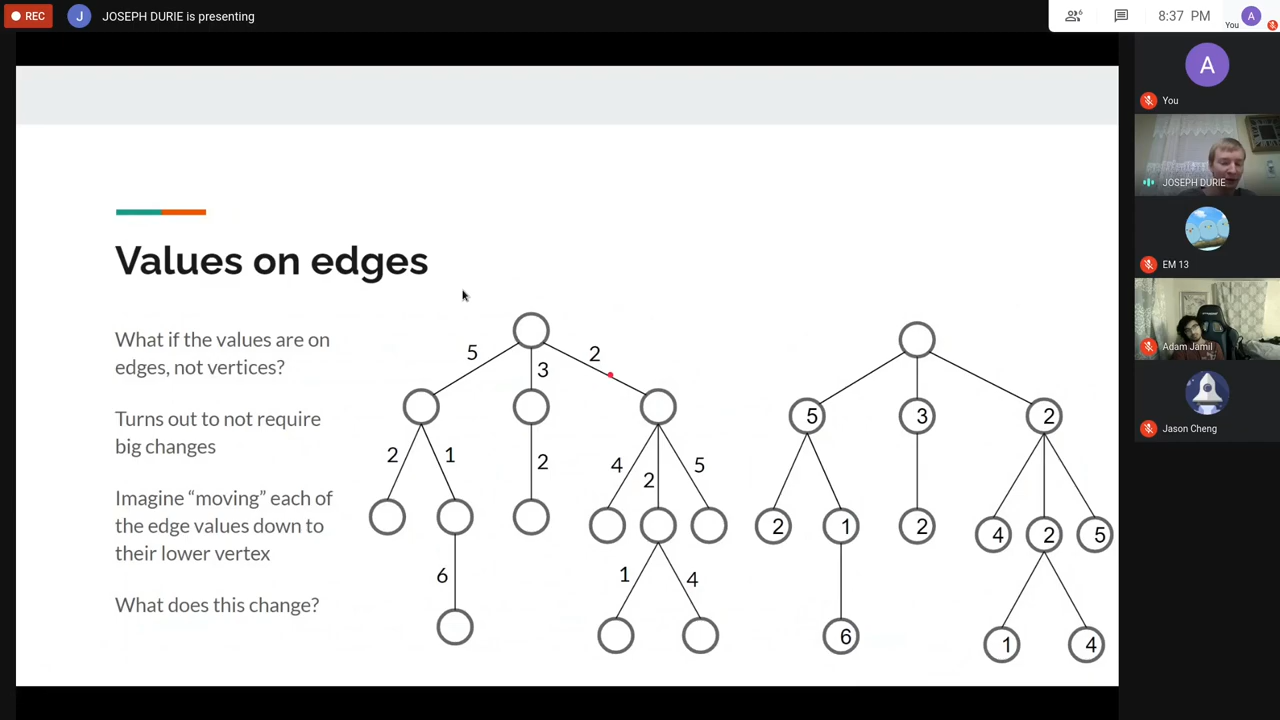 REC
J
JOSEPH DURIE is presenting
6
8:37 PM
You
A
A
You
JOSEPH DURIE
EM 13
Adam Jamil
Jason Cheng
Values on edges
What if the values are on
edges, not vertices?
Turns out to not require
big changes
Imagine “moving” each of
the edge values down to
their lower vertex
What does this change?
5 3 2
2 1 2 4 2 5
6 1 4
5 3 2
2 1 2 4 2 5
6 1 4